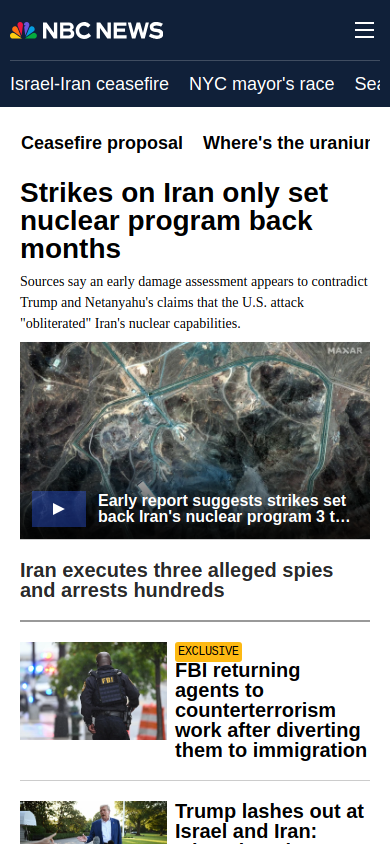 NBC NEWS
Israel-Iran ceasefire NYC mayor's race
Ceasefire proposal Where's the
Strikes on Iran only set
nuclear program back
months
Sources say an early damage assessment appears to contradict
Trump and Netanyahu's claims that the U.S. attack
"obliterated" Iran's nuclear capabilities.
MAXAR
Early report suggests strikes set
back Iran's nuclear program 3 t...
Iran executes three alleged spies
and arrests hundreds
EXCLUSIVE
FBI returning
agents to
counterterrorism
work after diverting
them to immigration
FBI
Trump lashes out at
Israel and Iran: